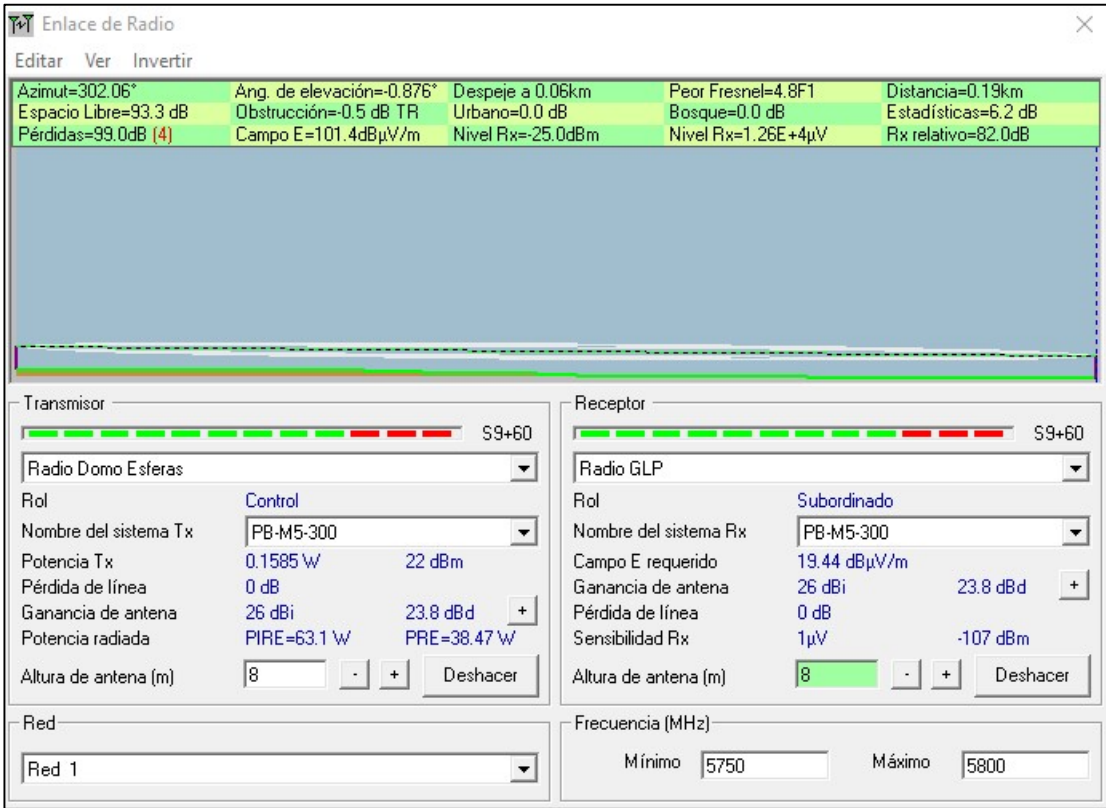 Enlace de Radio
Editar Ver Invertir
Azimut=302.06° Ang. de elevación=-0.876° Despeje a 0.06km Peor Fresnel=4.8F1 Distancia=0.19km
Espacio Libre=93.3 dB Obstrucción=-0.5 dB TR Urbano=0.0 dB Bosque=0.0 dB Estadísticas=6.2 dB
Pérdidas=99.0dB (4) Campo E=101.4dBµV/m Nivel Rx=-25.0dBm Nivel Rx=1.26E+4µV Rx relativo=82.0dB
Transmisor
S9+60
Radio Domo Esferas
Rol Control
Nombre del sistema Tx PB-M5-300
Potencia Tx 0.1585 W 22 dBm
Pérdida de línea 0 dB
Ganancia de antena 26 dBi 23.8 dBd +
Potencia radiada PIRE=63.1 W PRE=38.47 W
Altura de antena (m) 8 - + Deshacer
Receptor
S9+60
Radio GLP
Rol Subordinado
Nombre del sistema Rx PB-M5-300
Campo E requerido 19.44 dBµV/m
Ganancia de antena 26 dBi 23.8 dBd +
Pérdida de línea 0 dB
Sensibilidad Rx 1µV -107 dBm
Altura de antena (m) 8 - + Deshacer
Red
Red 1
Frecuencia (MHz)
Mínimo 5750 Máximo 5800